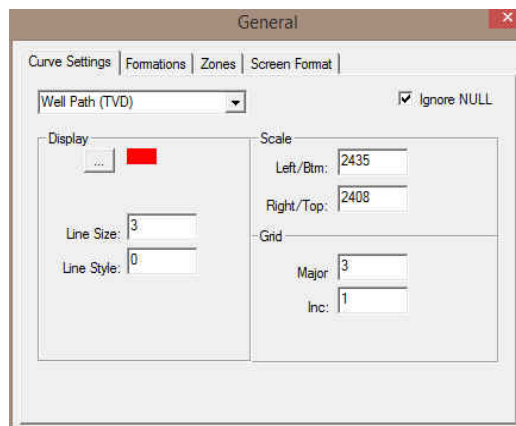 General
Curve Settings Formations Zones Screen Format
Well Path (TVD)
Ignore NULL
Display
...
Line Size: 3
Line Style: 0
Scale
Left/Btm: 2435
Right/Top: 2408
Grid
Major 3
Inc: 1